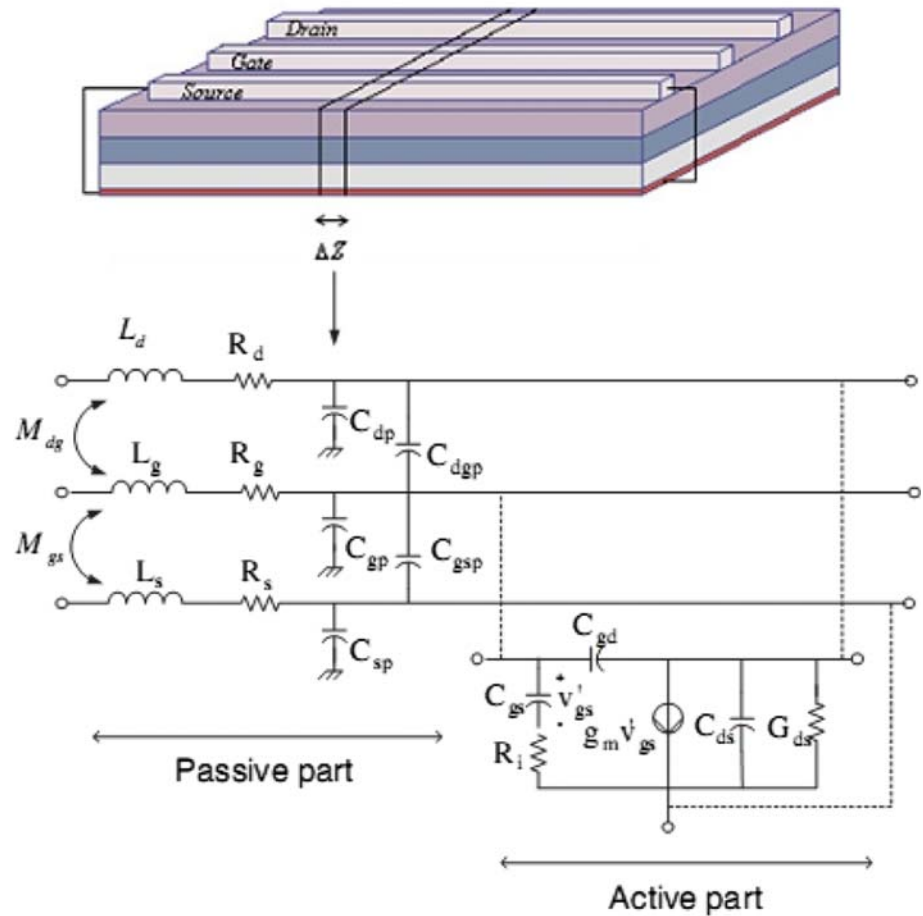 Drain
Gate
Source
ΔZ
L_d
R_d
C_dp
M_dg
C_dgp
L_g
R_g
M_gs
C_gp
C_gsp
L_s
R_s
C_sp
C_gd
C_gs
+
v'_gs
-
g_m v'_gs
C_ds
G_ds
R_i
Passive part
Active part